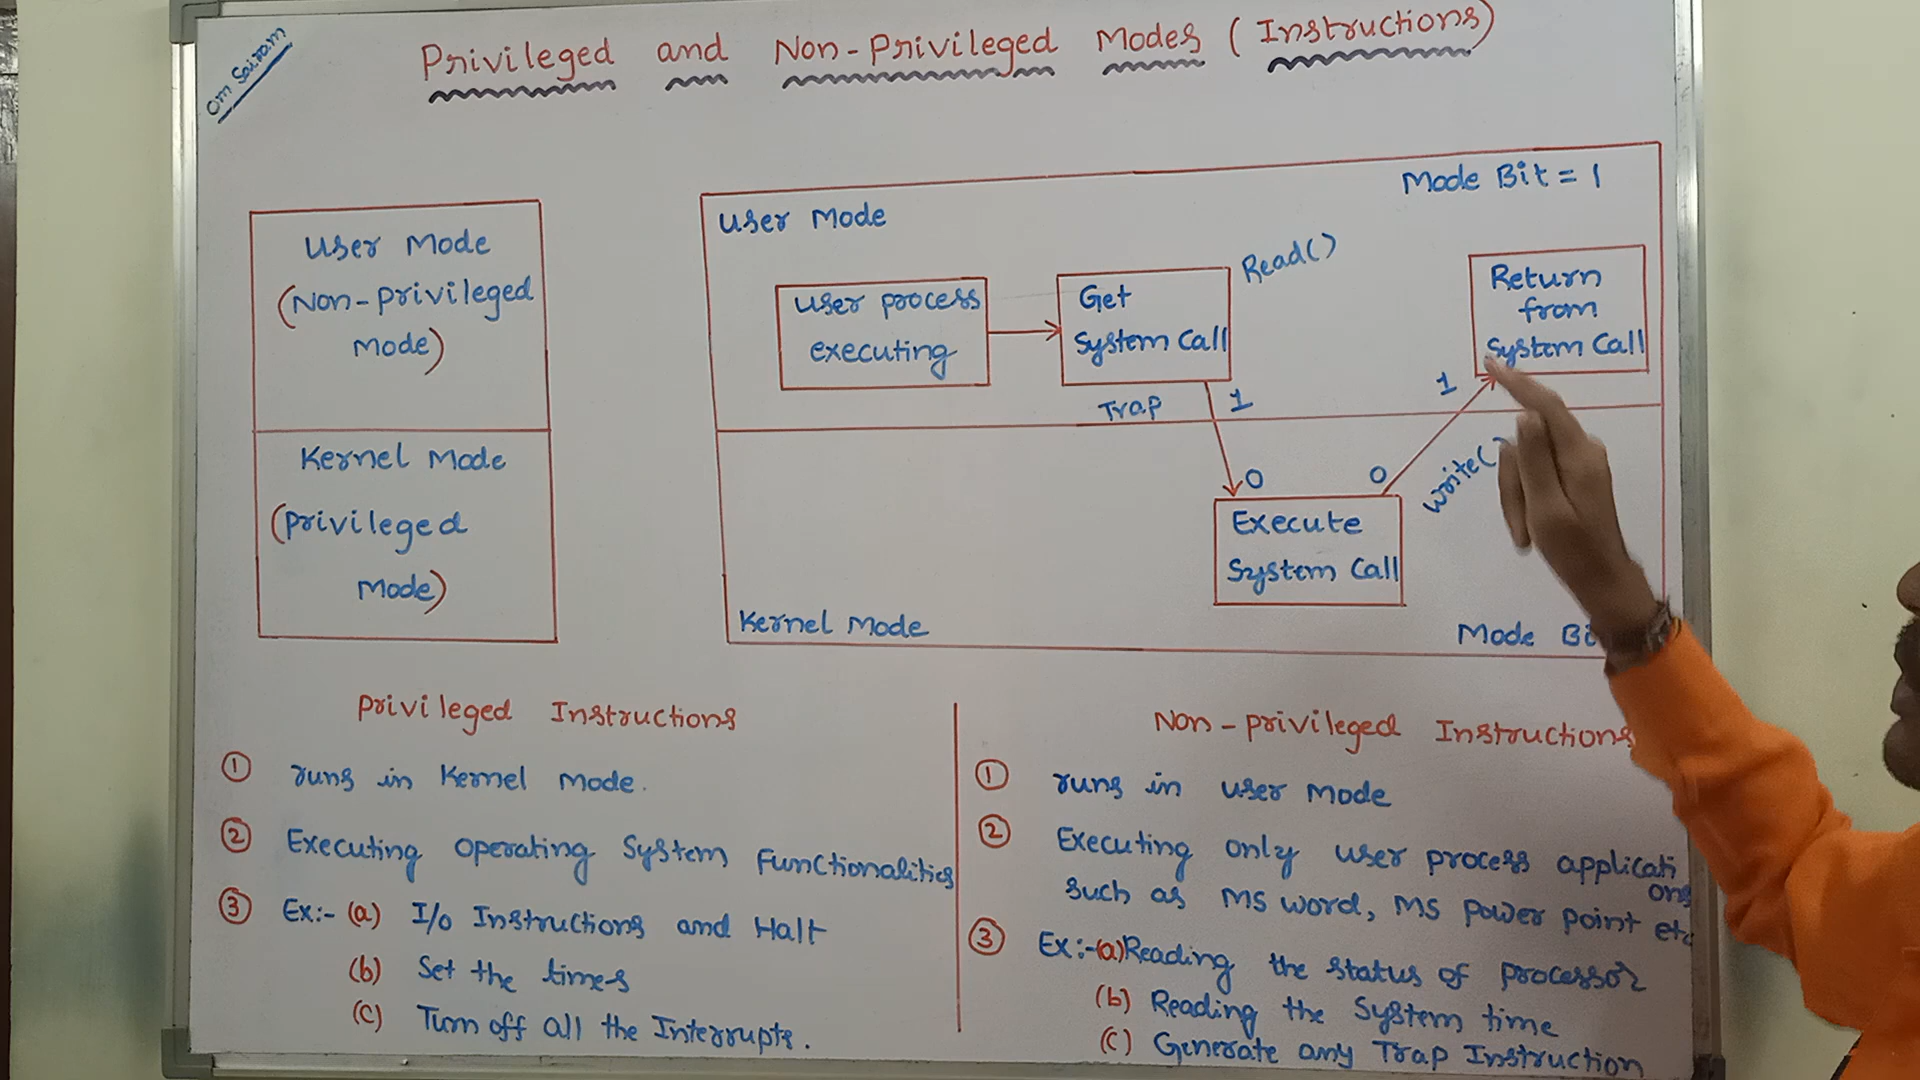 Om Sairam
Privileged and Non-Privileged Modes (Instructions)
User Mode
(Non-privileged
Mode)
Kernel Mode
(privileged
Mode)
Mode Bit = 1
User Mode
User process
executing
Get
System Call
Read()
Return
from
System Call
Trap
1
1
0
0
Write()
Execute
System Call
Kernel Mode
Mode
Privileged Instructions
① runs in Kernel Mode.
② Executing Operating System Functionalities
③ Ex:- (a) I/o Instructions and Halt
(b) Set the times
(c) Turn off all the Interrupts.
Non-privileged Instructions
① runs in user Mode
② Executing only user process applicati
ons
such as MS word, MS power point etc
③ Ex:-(a)Reading the status of processor
(b) Reading the System time
(c) Generate any Trap Instruction